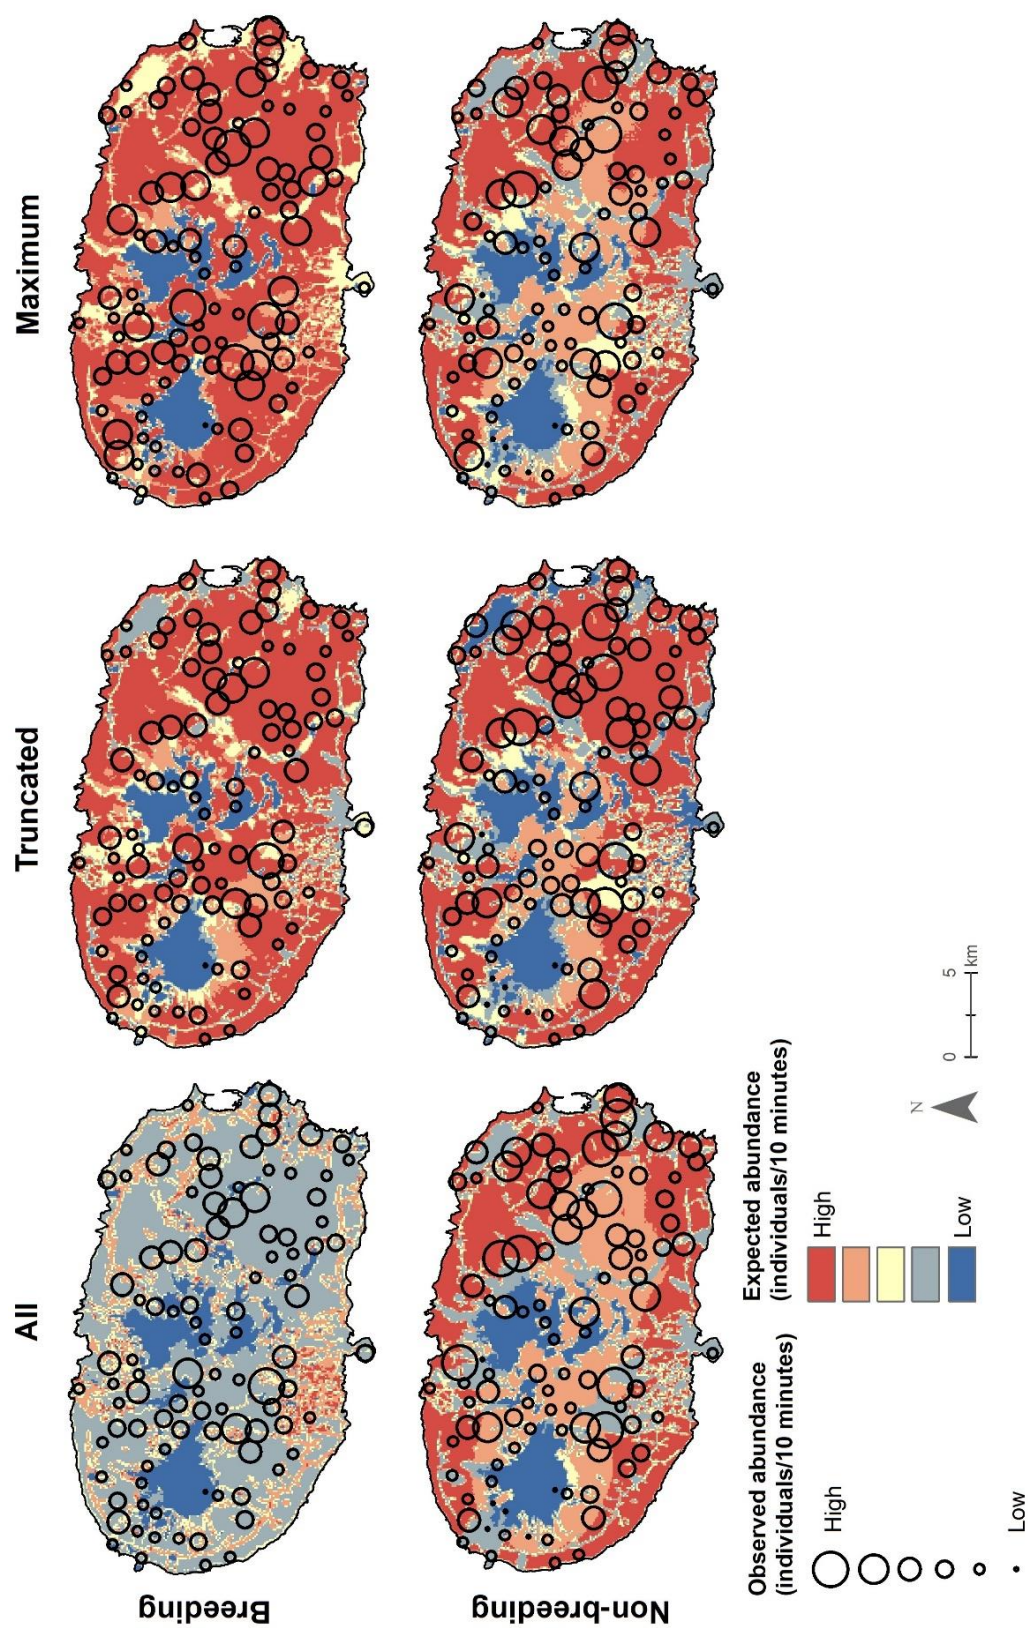 All
Truncated
Maximum
Breeding
Non-breeding
Observed abundance
(individuals/10 minutes)
High
Low
Expected abundance
(individuals/10 minutes)
High
Low
N
0
5
km